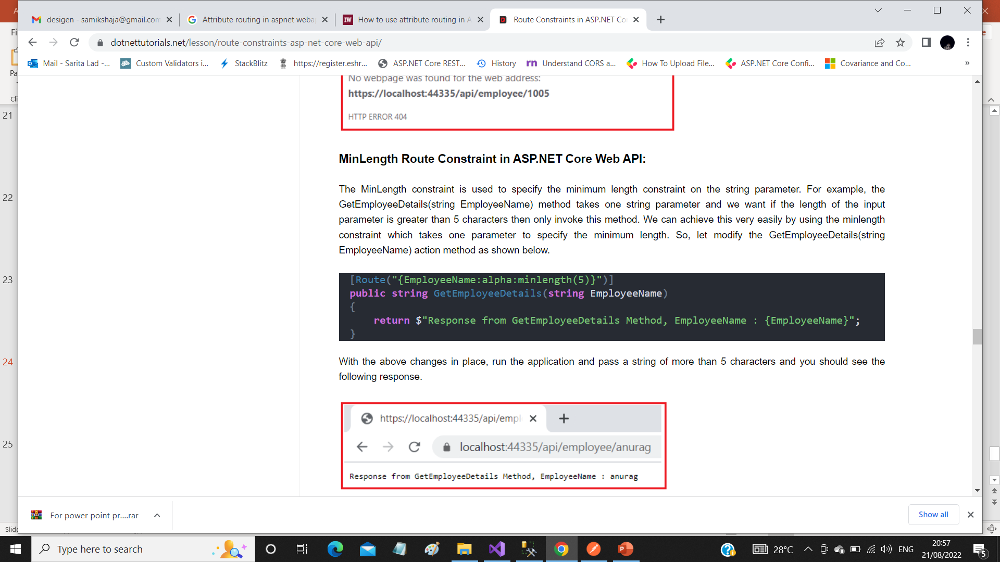 desigen - samikshaja@gmail.com
Attribute routing in aspnet weba
How to use attribute routing in A
Route Constraints in ASP.NET Co
dotnettutorials.net/lesson/route-constraints-asp-net-core-web-api/
Mail - Sarita Lad -...
Custom Validators i...
StackBlitz
https://register.eshr...
ASP.NET Core REST...
History
rn Understand CORS a...
How To Upload File...
ASP.NET Core Confi...
Covariance and Co...
»
Fi
Pa
Cli
21
22
23
24
25
Slide
No webpage was found for the web address:
https://localhost:44335/api/employee/1005
HTTP ERROR 404
MinLength Route Constraint in ASP.NET Core Web API:
The MinLength constraint is used to specify the minimum length constraint on the string parameter. For example, the
GetEmployeeDetails(string EmployeeName) method takes one string parameter and we want if the length of the input
parameter is greater than 5 characters then only invoke this method. We can achieve this very easily by using the minlength
constraint which takes one parameter to specify the minimum length. So, let modify the GetEmployeeDetails(string
EmployeeName) action method as shown below.
[Route("{EmployeeName:alpha:minlength(5)}")]
public string GetEmployeeDetails(string EmployeeName)
{
return $"Response from GetEmployeeDetails Method, EmployeeName : {EmployeeName}";
}
With the above changes in place, run the application and pass a string of more than 5 characters and you should see the
following response.
https://localhost:44335/api/empl
localhost:44335/api/employee/anurag
Response from GetEmployeeDetails Method, EmployeeName : anurag
For power point pr....rar
Show all
Type here to search
28°C
ENG
20:57
21/08/2022
5